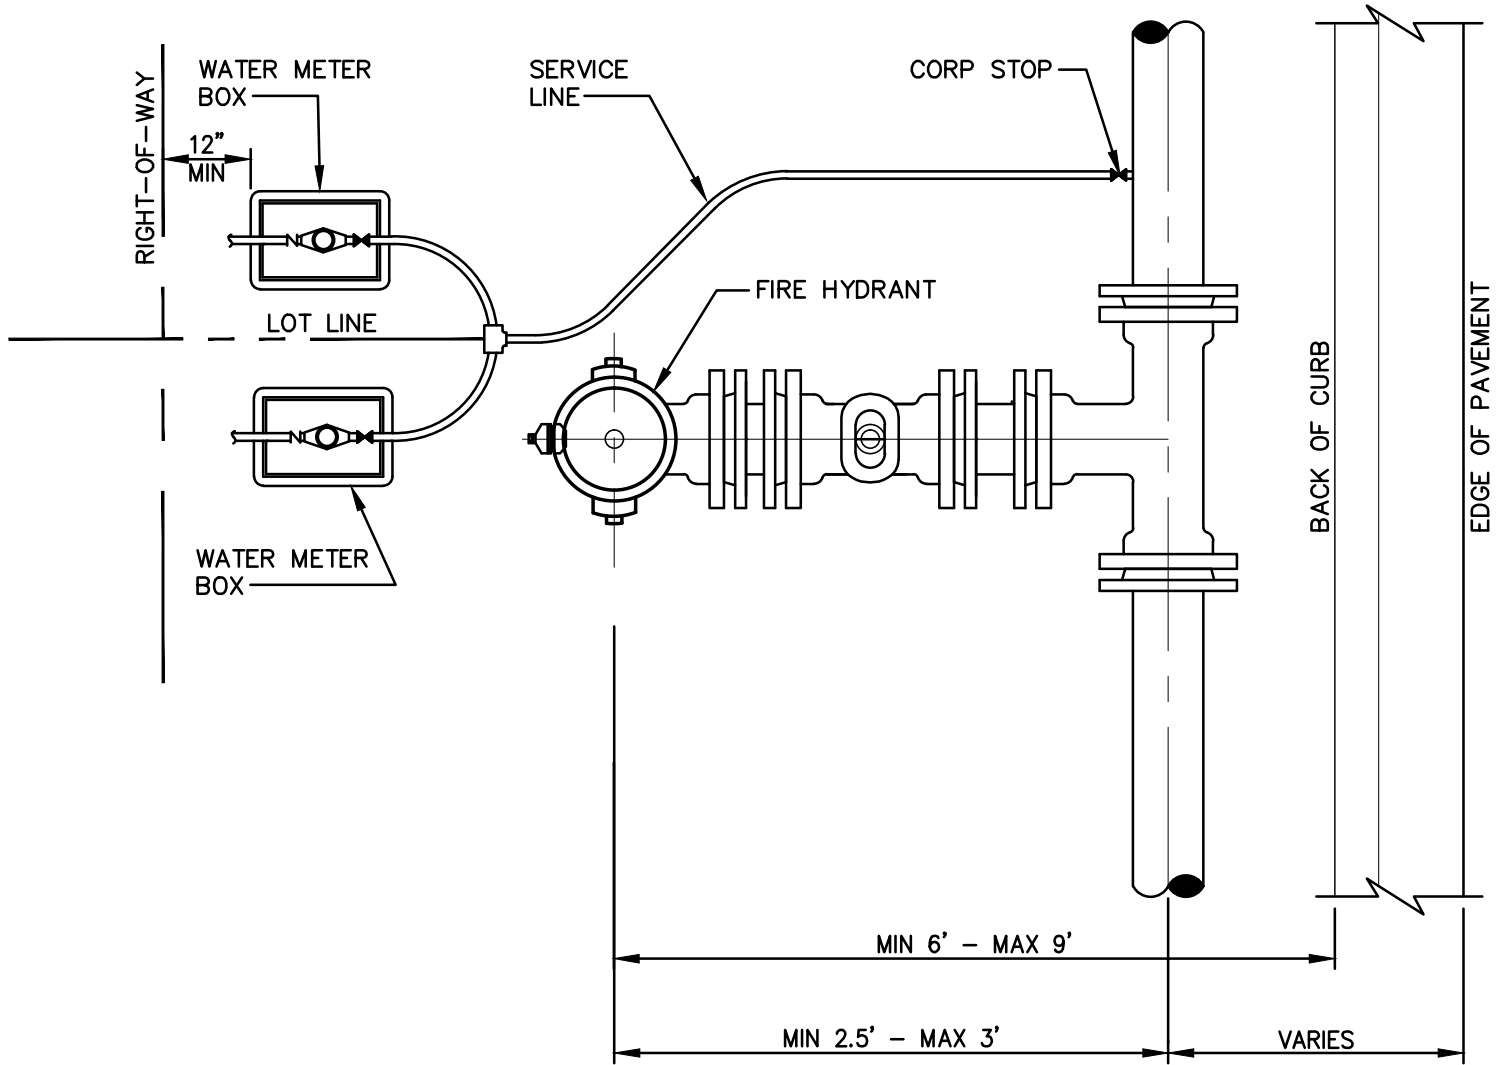 WATER METER
BOX
SERVICE
LINE
CORP STOP
RIGHT-OF-WAY
12"
MIN
FIRE HYDRANT
LOT LINE
BACK OF CURB
EDGE OF PAVEMENT
WATER METER
BOX
MIN 6' - MAX 9'
MIN 2.5' - MAX 3'
VARIES